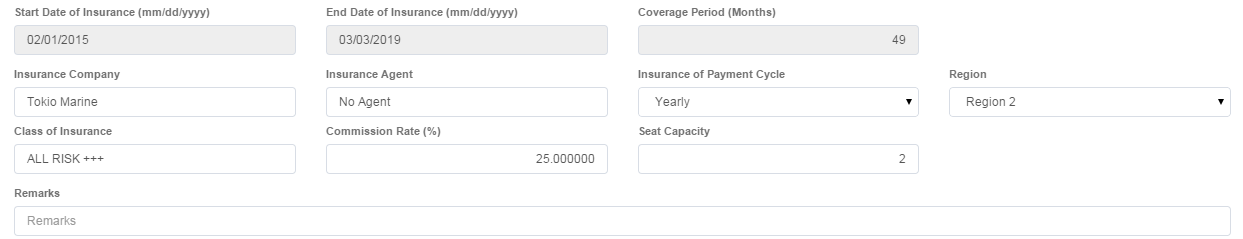 Start Date of Insurance (mm/dd/yyyy) End Date of Insurance (mm/dd/yyyy) Coverage Period (Months)
02/01/2015 03/03/2019 49
Insurance Company Insurance Agent Insurance of Payment Cycle Region
Tokio Marine No Agent Yearly Region 2
Class of Insurance Commission Rate (%) Seat Capacity
ALL RISK +++ 25.000000 2
Remarks
Remarks